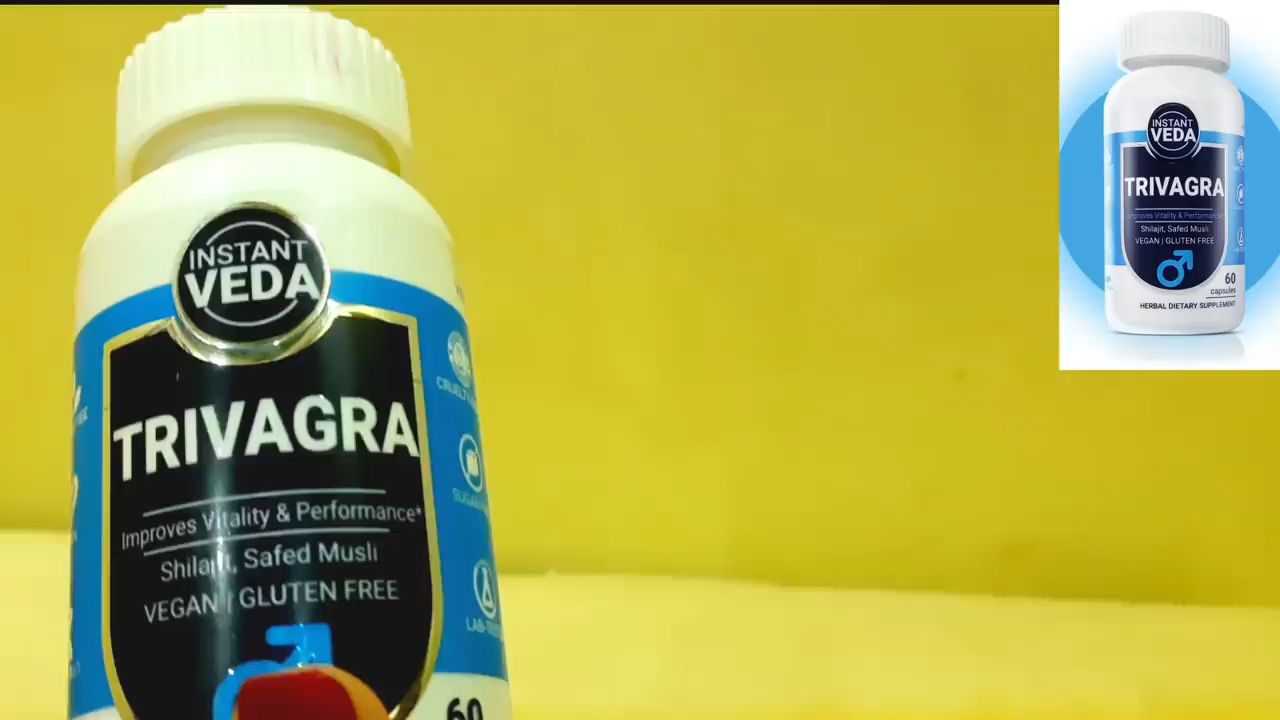 INSTANT
VEDA
TRIVAGRA
Improves Vitality & Performance*
Shilajit, Safed Musli
VEGAN | GLUTEN FREE
60
INSTANT
VEDA
TRIVAGRA
Improves Vitality & Performance*
Shilajit, Safed Musli
VEGAN | GLUTEN FREE
60
capsules
HERBAL DIETARY SUPPLEMENT